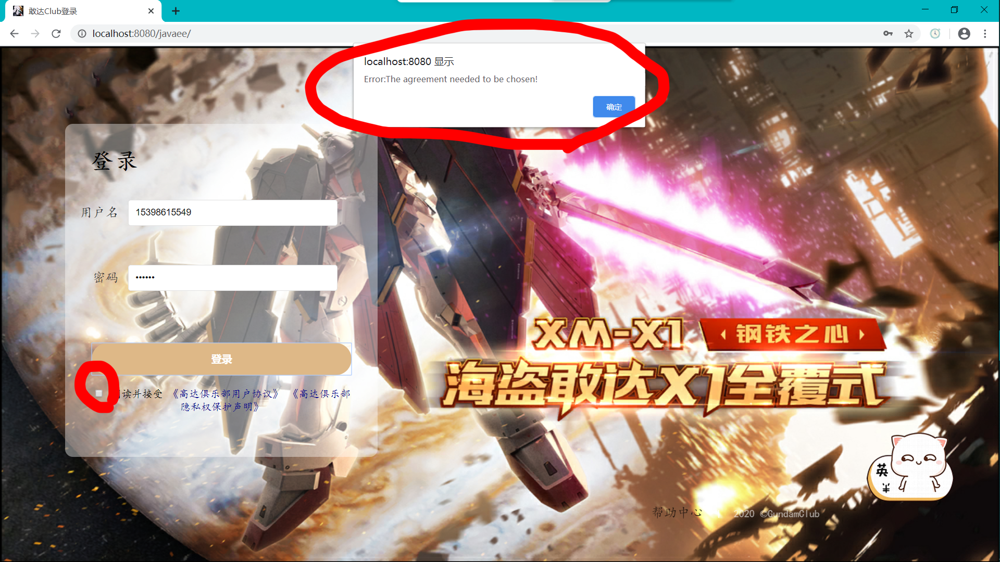 敢达Club登录
localhost:8080/javaee/
localhost:8080 显示
Error:The agreement needed to be chosen!
确定
登录
用户名
15398615549
密码
••••••
登录
读并接受 《高达俱乐部用户协议》 《高达俱乐部
隐私权保护声明》
XM-X1
钢铁之心
海盗敢达X1全覆式
英
半
帮助中心
2020 ©GundamClub